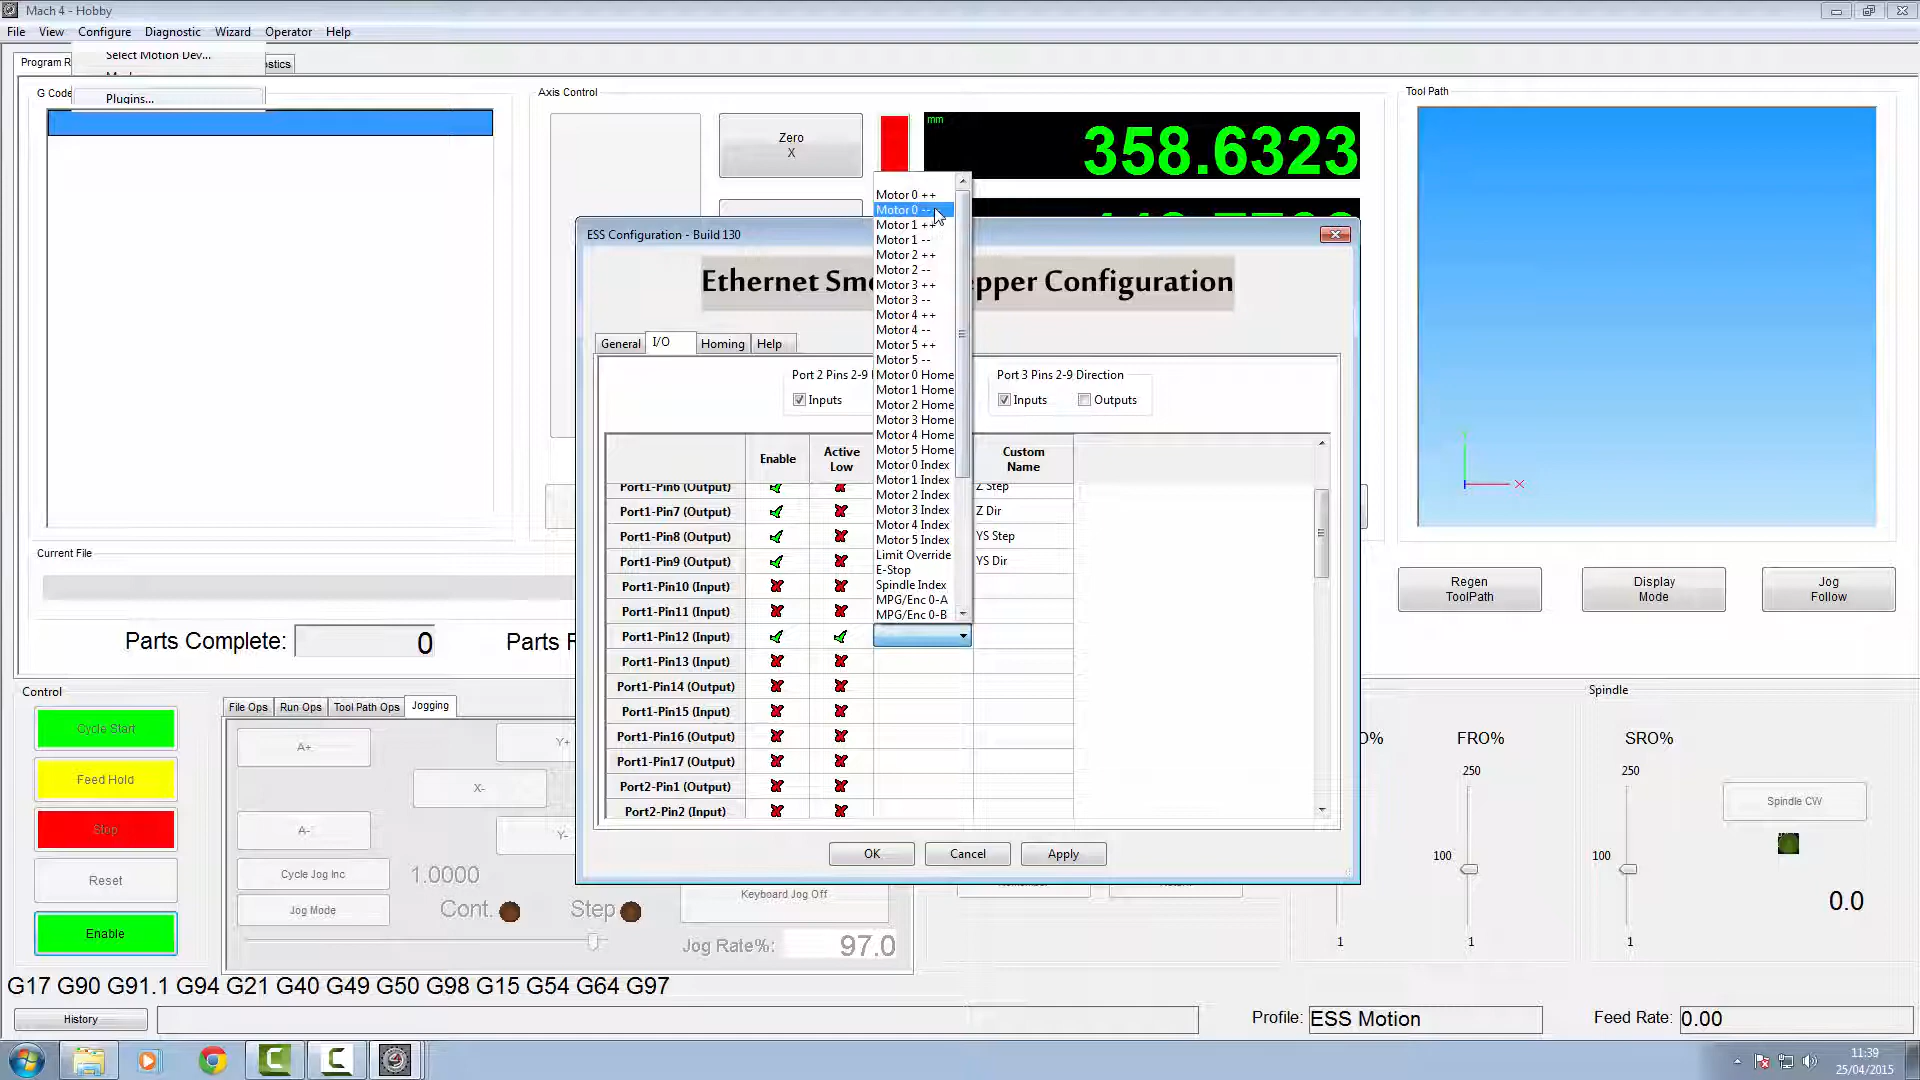 Mach 4 - Hobby
File View Configure Diagnostic Wizard Operator Help
Select Motion Dev...
Plugins...
Program R
stics
G Code
Axis Control
Tool Path
Zero
X
mm
358.6323
Motor 0 ++
Motor 0 --
Motor 1 ++
Motor 1 --
Motor 2 ++
Motor 2 --
Motor 3 ++
Motor 3 --
Motor 4 ++
Motor 4 --
Motor 5 ++
Motor 5 --
Motor 0 Home
Motor 1 Home
Motor 2 Home
Motor 3 Home
Motor 4 Home
Motor 5 Home
Motor 0 Index
Motor 1 Index
Motor 2 Index
Motor 3 Index
Motor 4 Index
Motor 5 Index
Limit Override
E-Stop
Spindle Index
MPG/Enc 0-A
MPG/Enc 0-B
ESS Configuration - Build 130
Ethernet Smo epper Configuration
General I/O Homing Help
Port 2 Pins 2-9
Inputs
Port 3 Pins 2-9 Direction
Inputs Outputs
Enable Active Low Custom Name
Port1-Pin6 (Output) Z Step
Port1-Pin7 (Output) Z Dir
Port1-Pin8 (Output) YS Step
Port1-Pin9 (Output) YS Dir
Port1-Pin10 (Input)
Port1-Pin11 (Input)
Port1-Pin12 (Input)
Port1-Pin13 (Input)
Port1-Pin14 (Output)
Port1-Pin15 (Input)
Port1-Pin16 (Output)
Port1-Pin17 (Output)
Port2-Pin1 (Output)
Port2-Pin2 (Input)
OK Cancel Apply
Current File
Parts Complete: 0 Parts F
Regen ToolPath
Display Mode
Jog Follow
Control
Cycle Start
Feed Hold
Stop
Reset
Enable
File Ops Run Ops Tool Path Ops Jogging
A+ Y+
X-
A- Y-
Cycle Jog Inc 1.0000
Keyboard Jog Off
Jog Mode Cont. Step
Jog Rate%: 97.0
Spindle
O% FRO% SRO%
250 250
Spindle CW
100 100
0.0
1 1 1
G17 G90 G91.1 G94 G21 G40 G49 G50 G98 G15 G54 G64 G97
History
Profile: ESS Motion
Feed Rate: 0.00
11:39
25/04/2015